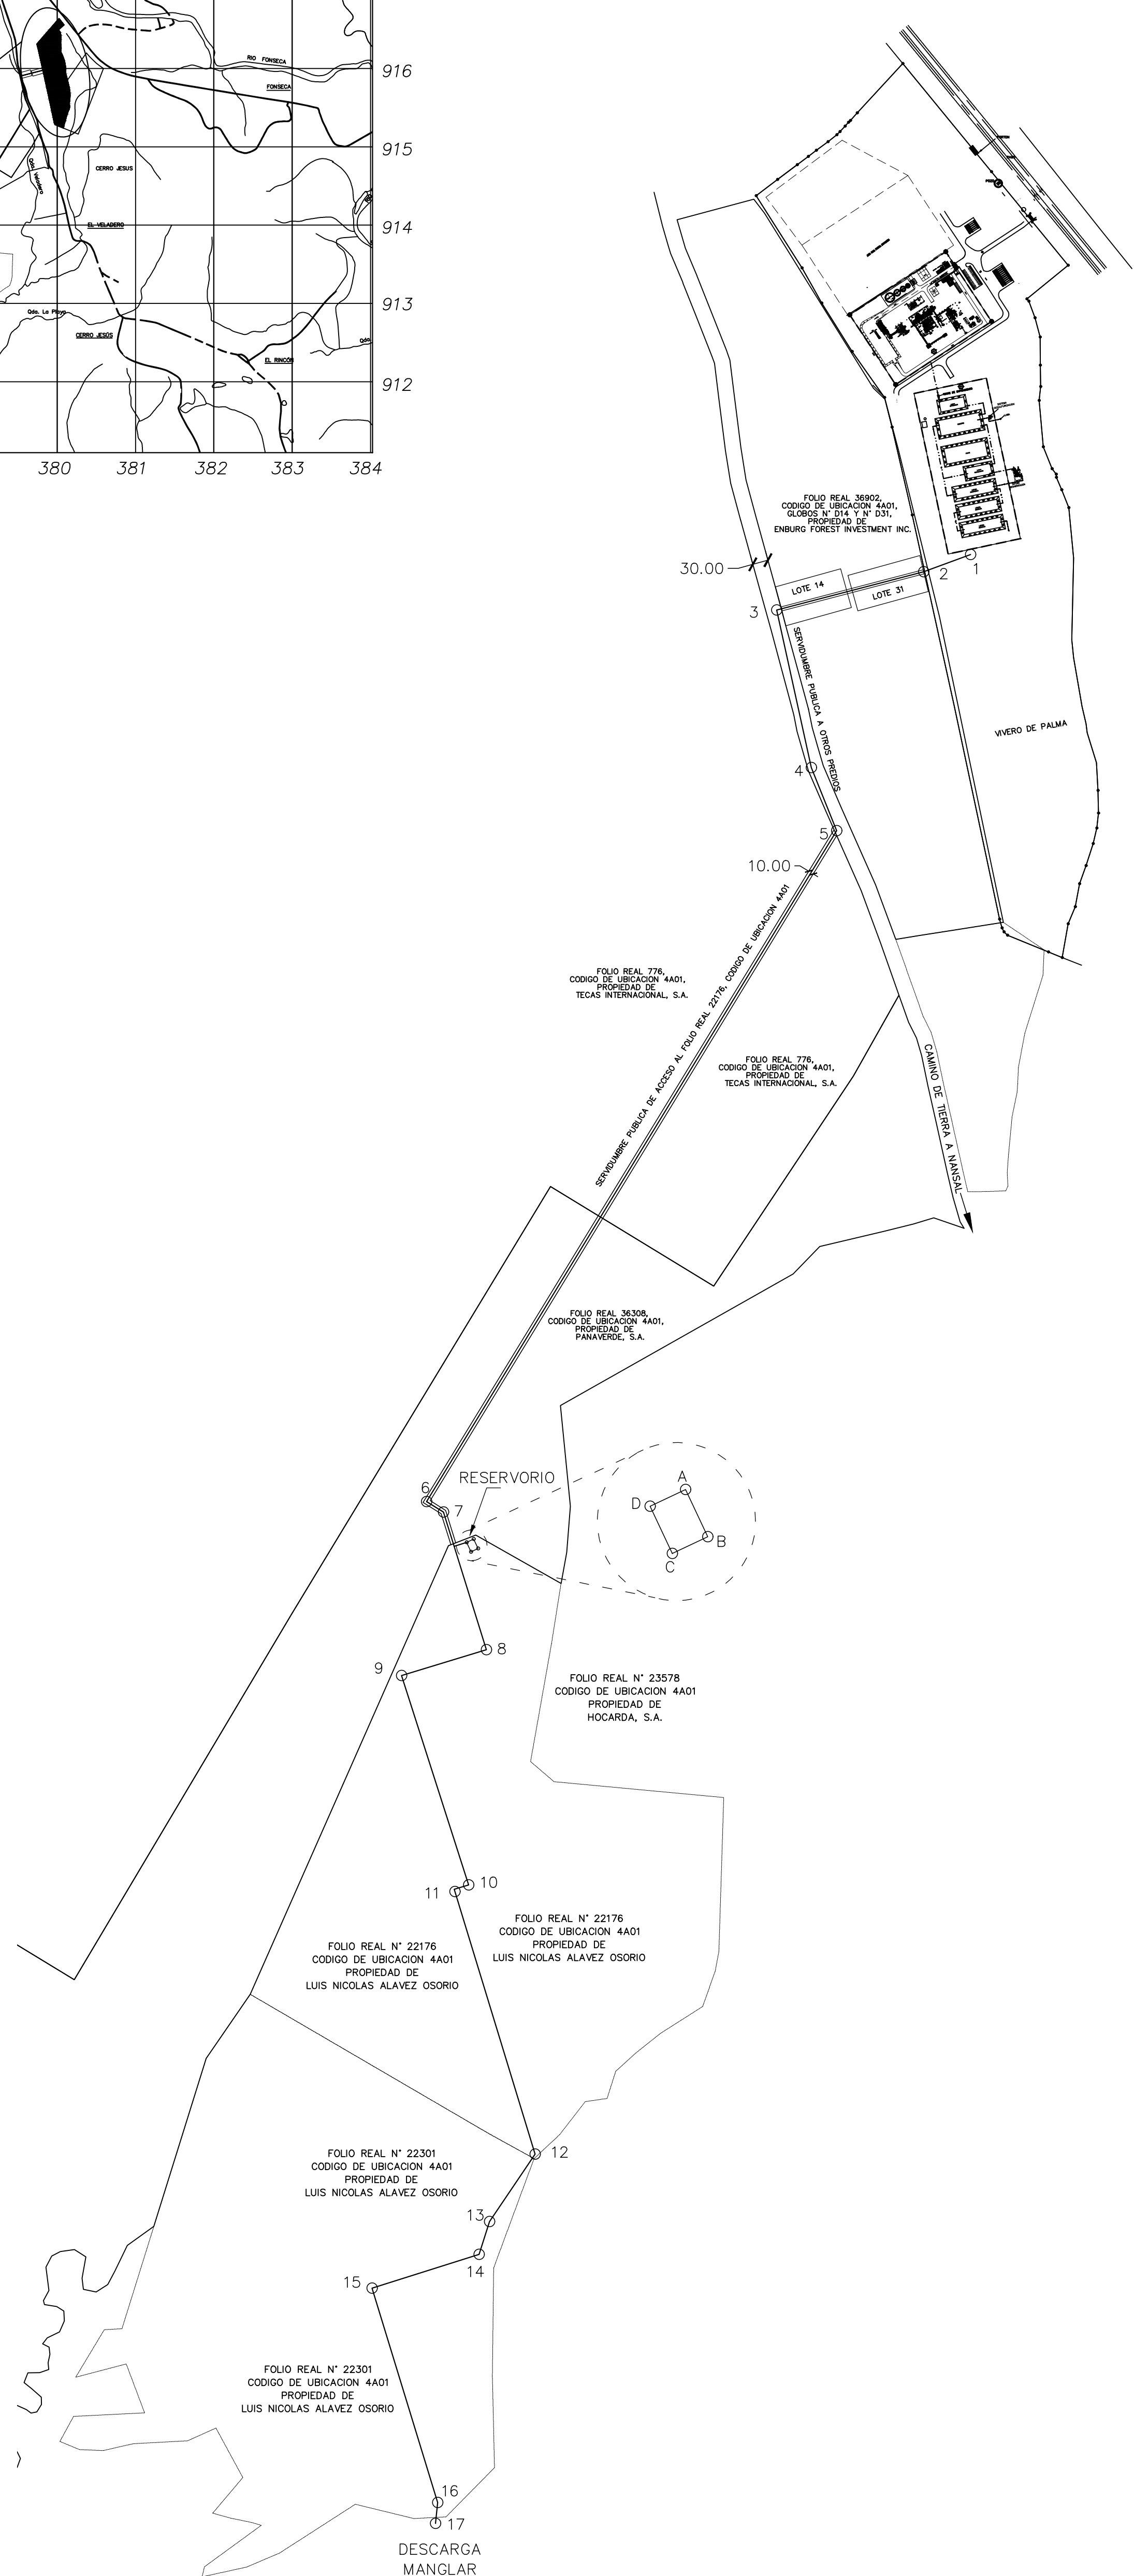 RIO FONSECA
916
FONSECA
915
CERRO JESUS
Qda. Veladero
914
EL VELADERO
913
Qda. La Playa
CERRO JESÚS
EL RINCÓN
Qda.
912
380
381
382
383
384
FOLIO REAL 36902,
CODIGO DE UBICACION 4A01,
GLOBOS N° D14 Y N° D31,
PROPIEDAD DE
ENBURG FOREST INVESTMENT INC.
30.00
LOTE 14
LOTE 31
1
2
3
SERVIDUMBRE PUBLICA A OTROS PREDIOS
VIVERO DE PALMA
4
5
10.00
SERVIDUMBRE PUBLICA DE ACCESO AL FOLIO REAL 22176, CODIGO DE UBICACION 4A01
FOLIO REAL 776,
CODIGO DE UBICACION 4A01,
PROPIEDAD DE
TECAS INTERNACIONAL, S.A.
FOLIO REAL 776,
CODIGO DE UBICACION 4A01,
PROPIEDAD DE
TECAS INTERNACIONAL, S.A.
CAMINO DE TIERRA A NANSAL
FOLIO REAL 36308,
CODIGO DE UBICACION 4A01,
PROPIEDAD DE
PANAVERDE, S.A.
RESERVORIO
6
7
A
D
B
C
8
9
FOLIO REAL N° 23578
CODIGO DE UBICACION 4A01
PROPIEDAD DE
HOCARDA, S.A.
10
11
FOLIO REAL N° 22176
CODIGO DE UBICACION 4A01
PROPIEDAD DE
LUIS NICOLAS ALAVEZ OSORIO
FOLIO REAL N° 22176
CODIGO DE UBICACION 4A01
PROPIEDAD DE
LUIS NICOLAS ALAVEZ OSORIO
12
FOLIO REAL N° 22301
CODIGO DE UBICACION 4A01
PROPIEDAD DE
LUIS NICOLAS ALAVEZ OSORIO
13
14
15
FOLIO REAL N° 22301
CODIGO DE UBICACION 4A01
PROPIEDAD DE
LUIS NICOLAS ALAVEZ OSORIO
16
17
DESCARGA
MANGLAR